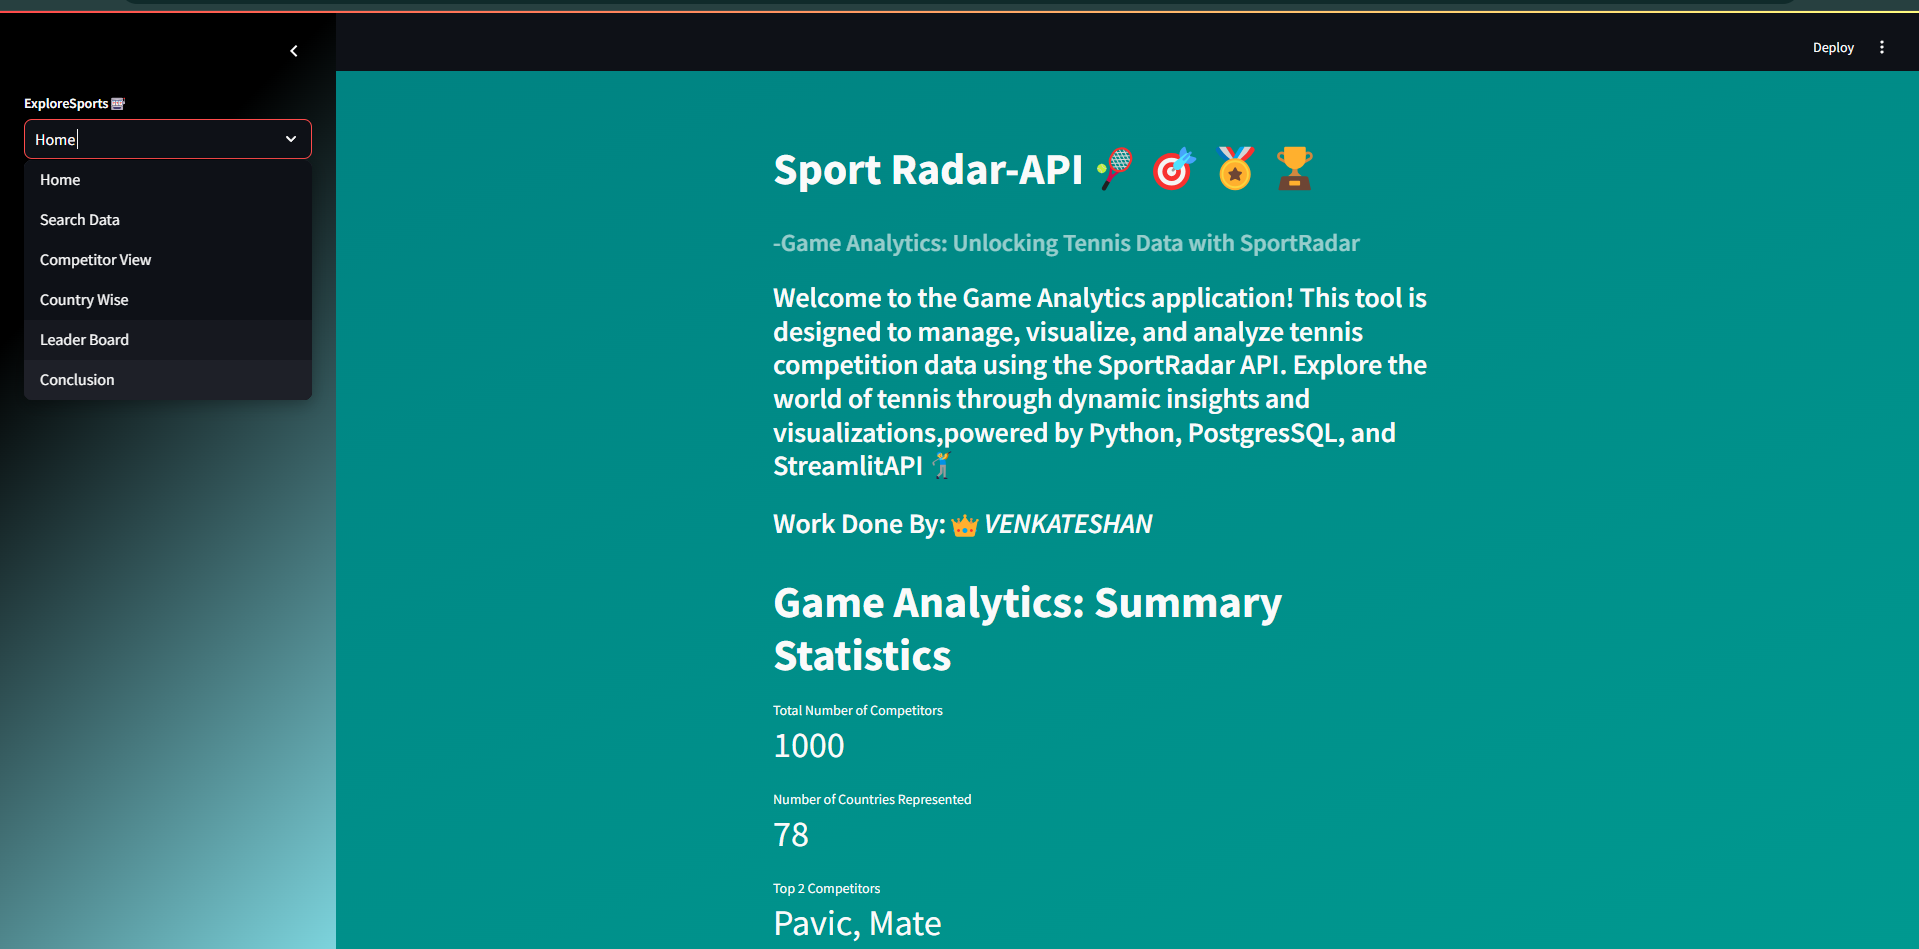 Deploy
ExploreSports
Home
Home
Search Data
Competitor View
Country Wise
Leader Board
Conclusion
Sport Radar-API
-Game Analytics: Unlocking Tennis Data with SportRadar
Welcome to the Game Analytics application! This tool is
designed to manage, visualize, and analyze tennis
competition data using the SportRadar API. Explore the
world of tennis through dynamic insights and
visualizations,powered by Python, PostgresSQL, and
StreamlitAPI
Work Done By: VENKATESHAN
Game Analytics: Summary
Statistics
Total Number of Competitors
1000
Number of Countries Represented
78
Top 2 Competitors
Pavic, Mate